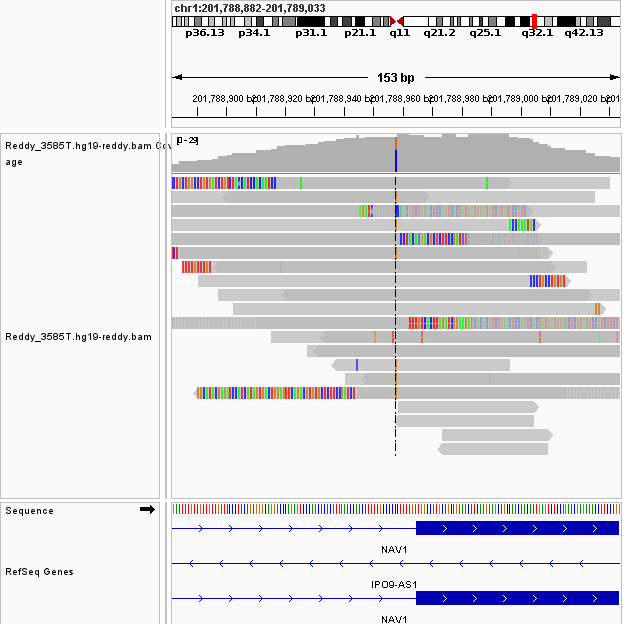 chr1:201,788,882-201,789,033
p36.13 p34.1 p31.1 p21.1 q11 q21.2 q25.1 q32.1 q42.13
153 bp
201,788,900 bp 201,788,920 bp 201,788,940 bp 201,788,960 bp 201,788,980 bp 201,789,000 bp 201,789,020 bp
Reddy_3585T.hg19-reddy.bam Cov
age
[0-29]
Reddy_3585T.hg19-reddy.bam
Sequence
NAV1
RefSeq Genes
IPO9-AS1
NAV1